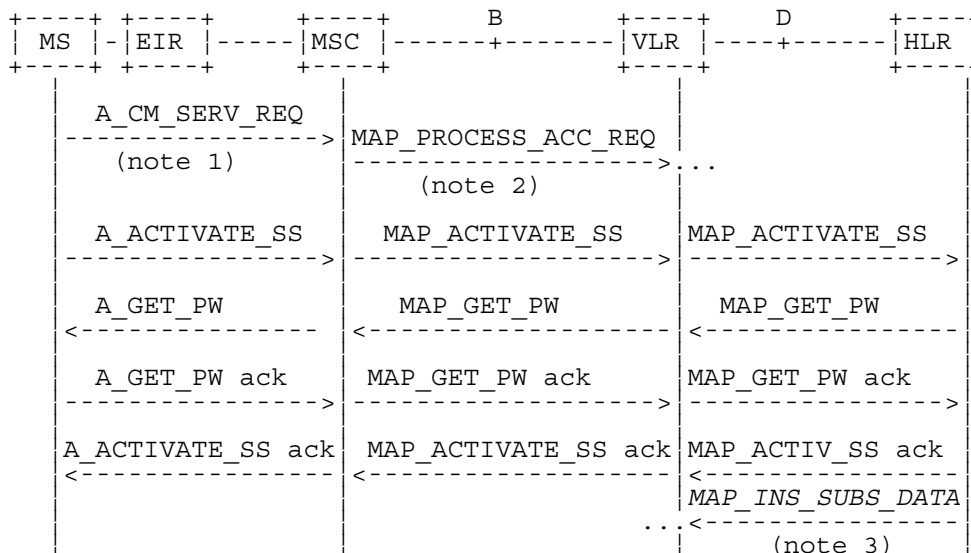 B D
MS EIR MSC VLR HLR
A_CM_SERV_REQ
MAP_PROCESS_ACC_REQ
(note 1) ...
(note 2)
A_ACTIVATE_SS MAP_ACTIVATE_SS MAP_ACTIVATE_SS
A_GET_PW MAP_GET_PW MAP_GET_PW
A_GET_PW ack MAP_GET_PW ack MAP_GET_PW ack
A_ACTIVATE_SS ack MAP_ACTIVATE_SS ack MAP_ACTIV_SS ack
MAP_INS_SUBS_DATA
...
(note 3)